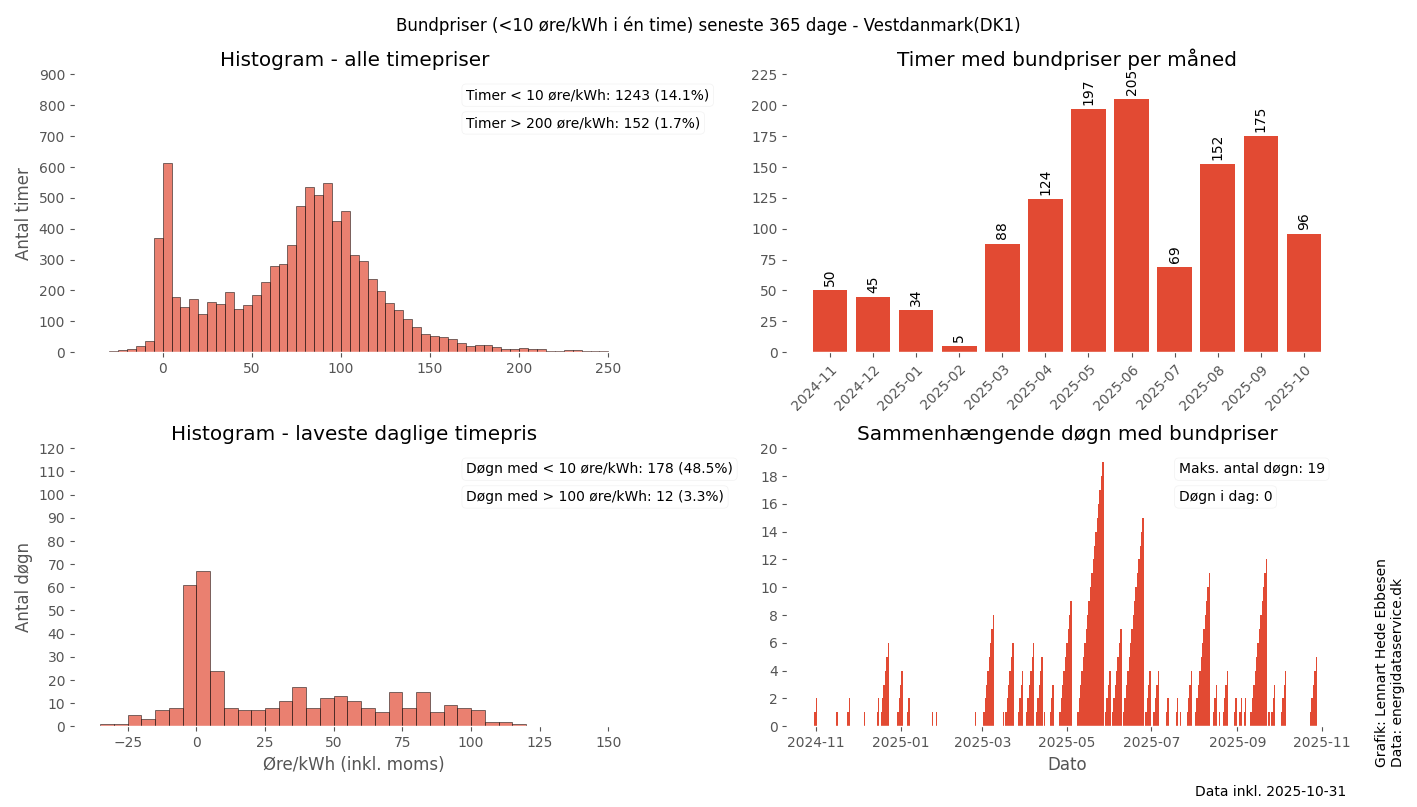 Bundpriser (<10 øre/kWh i én time) seneste 365 dage - Vestdanmark(DK1)
Histogram - alle timepriser
Timer < 10 øre/kWh: 1243 (14.1%)
Timer > 200 øre/kWh: 152 (1.7%)
Antal timer
900
800
700
600
500
400
300
200
100
0
0 50 100 150 200 250
Timer med bundpriser per måned
225
200
175
150
125
100
75
50
25
0
50 45 34 5 88 124 197 205 69 152 175 96
2024-11 2024-12 2025-01 2025-02 2025-03 2025-04 2025-05 2025-06 2025-07 2025-08 2025-09 2025-10
Histogram - laveste daglige timepris
Døgn med < 10 øre/kWh: 178 (48.5%)
Døgn med > 100 øre/kWh: 12 (3.3%)
Antal døgn
120
110
100
90
80
70
60
50
40
30
20
10
0
−25 0 25 50 75 100 125 150
Øre/kWh (inkl. moms)
Sammenhængende døgn med bundpriser
Maks. antal døgn: 19
Døgn i dag: 0
20
18
16
14
12
10
8
6
4
2
0
2024-11 2025-01 2025-03 2025-05 2025-07 2025-09 2025-11
Dato
Grafik: Lennart Hede Ebbesen
Data: energidataservice.dk
Data inkl. 2025-10-31